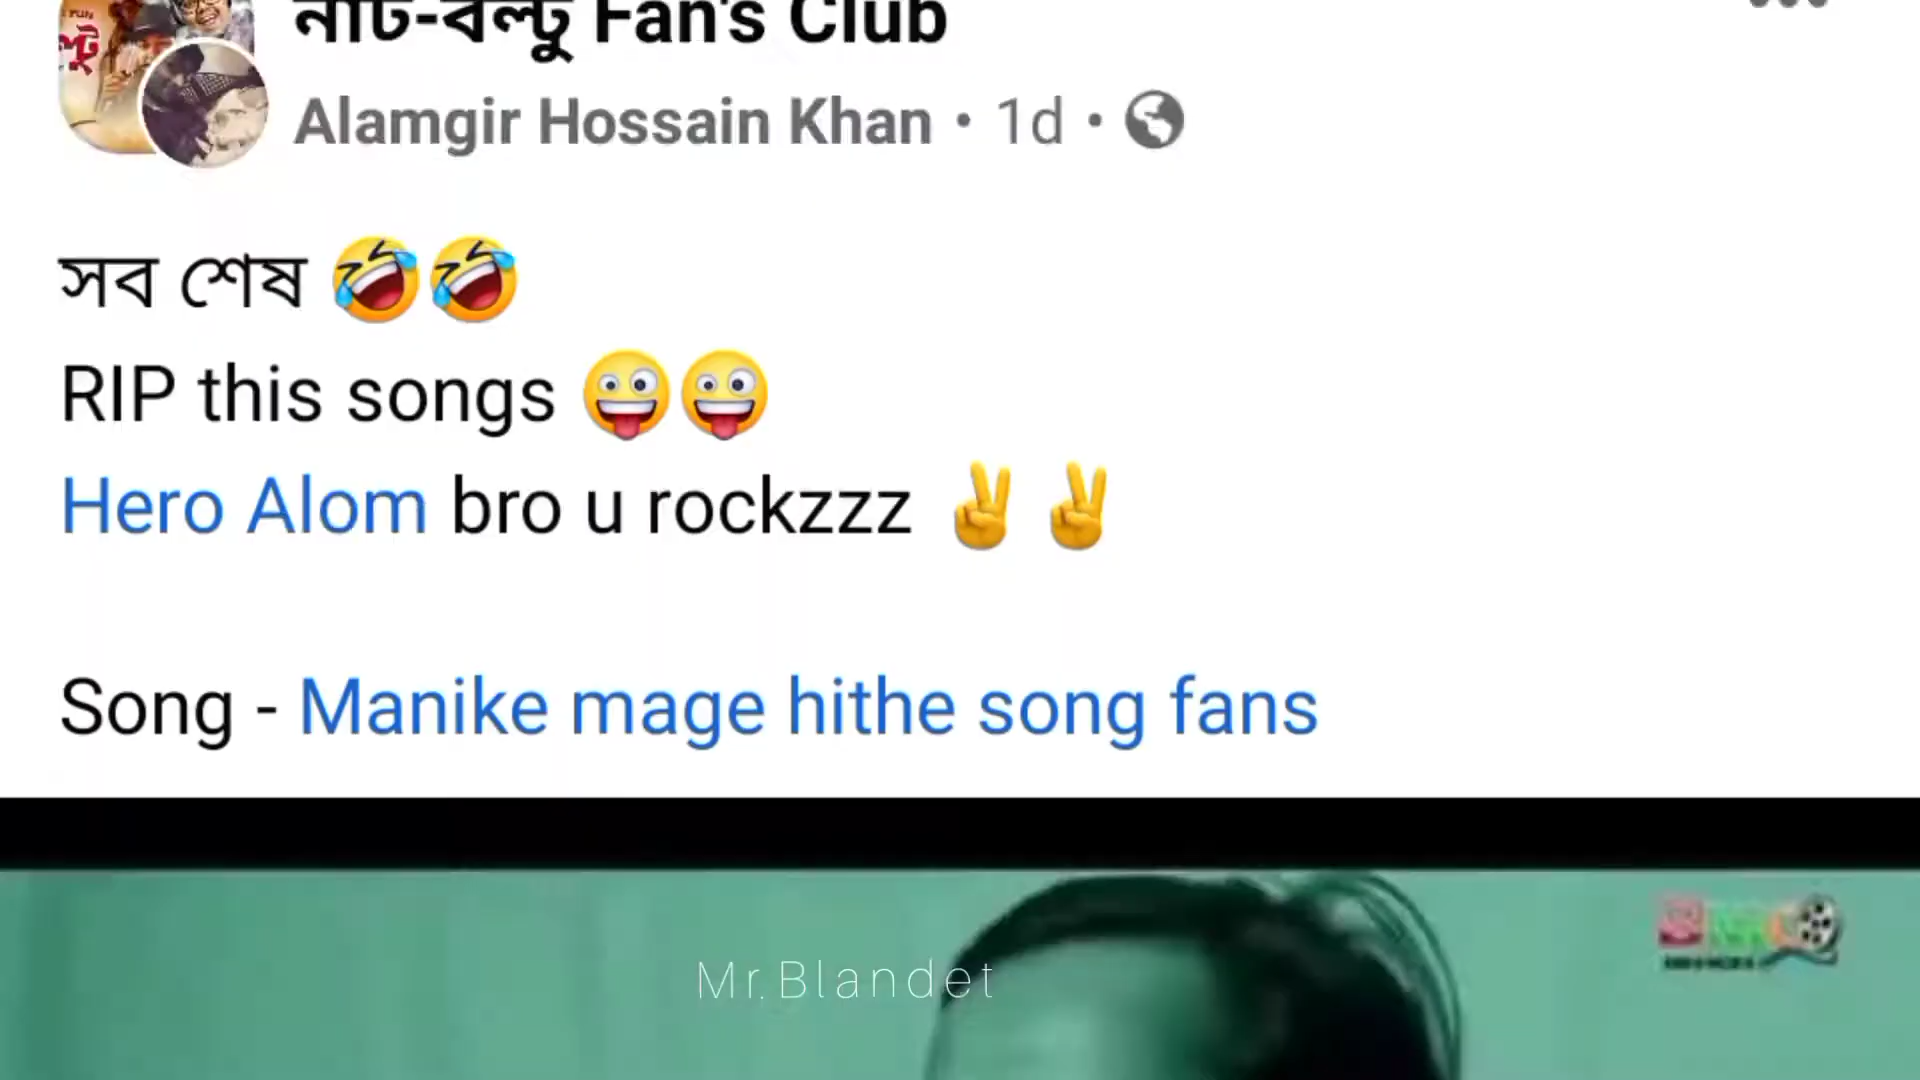 নাট-বল্টু Fan's Club
Alamgir Hossain Khan • 1d •
সব শেষ 🤣🤣
RIP this songs 🤪🤪
Hero Alom bro u rockzzz ✌️ ✌️
Song - Manike mage hithe song fans
Mr.Blandet